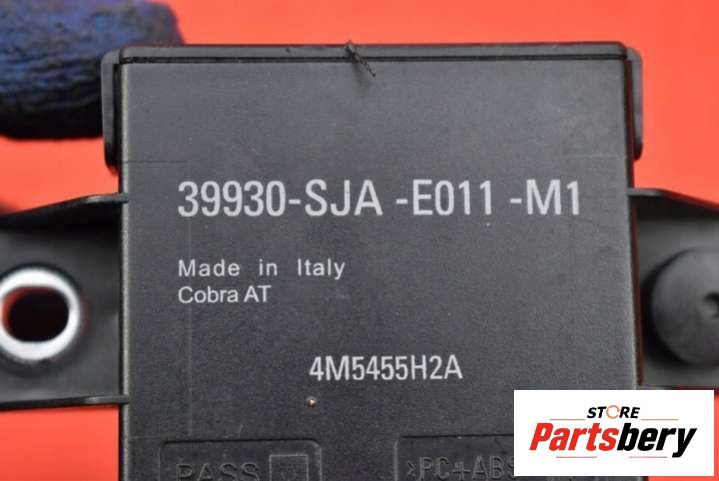 39930-SJA -E011 -M1
Made in Italy
Cobra AT
4M5455H2A
PASS
>PC+ABS
STORE
Partsbery